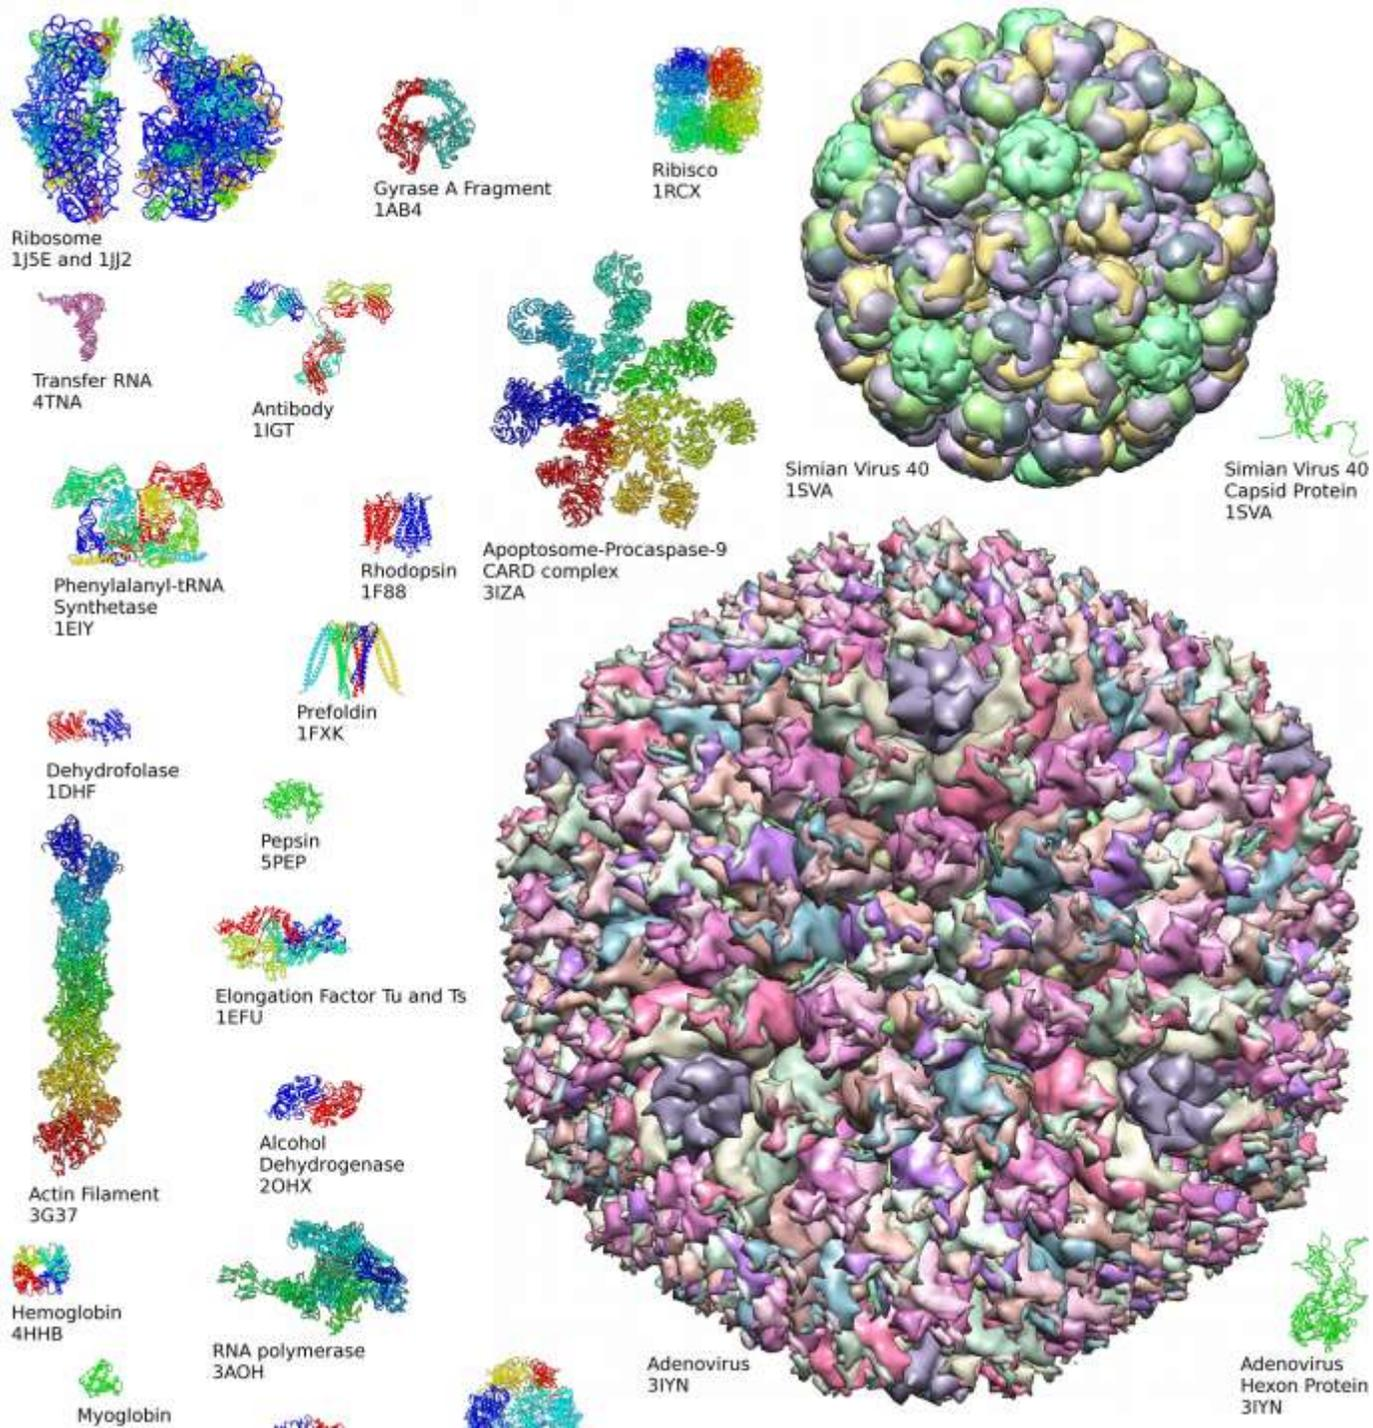 Ribosome
1J5E and 1JJ2
Gyrase A Fragment
1AB4
Ribisco
1RCX
Transfer RNA
4TNA
Antibody
1IGT
Simian Virus 40
1SVA
Simian Virus 40
Capsid Protein
1SVA
Phenylalanyl-tRNA
Synthetase
1EIY
Rhodopsin
1F88
Apoptosome-Procaspase-9
CARD complex
3IZA
Prefoldin
1FXK
Dehydrofolase
1DHF
Pepsin
5PEP
Elongation Factor Tu and Ts
1EFU
Alcohol
Dehydrogenase
2OHX
Actin Filament
3G37
Hemoglobin
4HHB
RNA polymerase
3AOH
Adenovirus
3IYN
Adenovirus
Hexon Protein
3IYN
Myoglobin